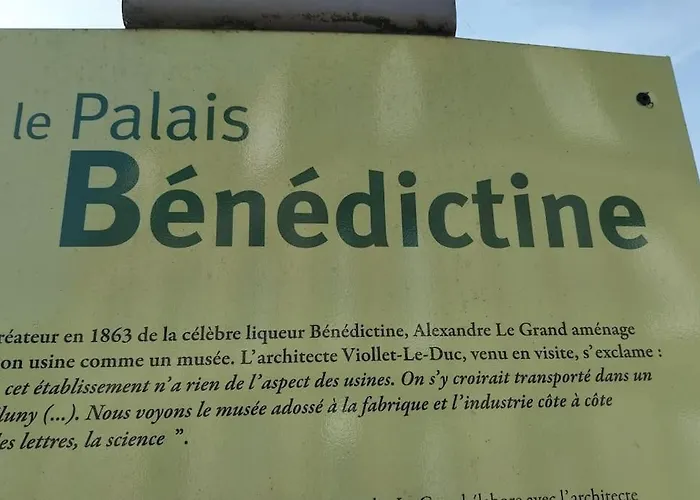 le Palais
Bénédictine
réateur en 1863 de la célèbre liqueur Bénédictine, Alexandre Le Grand aménage
on usine comme un musée. L'architecte Viollet-Le-Duc, venu en visite, s'exclame :
cet établissement n'a rien de l'aspect des usines. On s'y croirait transporté dans un
luny (...). Nous voyons le musée adossé à la fabrique et l'industrie côte à côte
es lettres, la science ”.
avec l'architecte